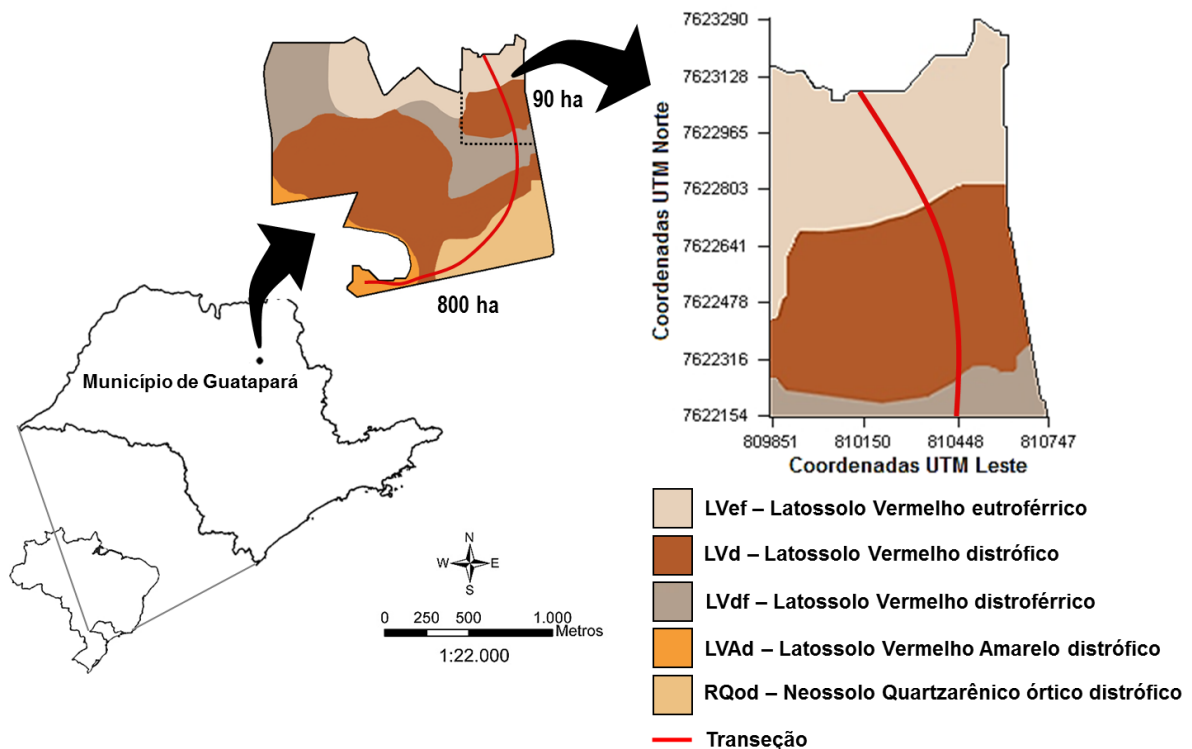 90 ha
800 ha
Município de Guatapará
N
W
E
S
0 250 500 1.000
Metros
1:22.000
Coordenadas UTM Norte
7623290
7623128
7622965
7622803
7622641
7622478
7622316
7622154
809851 810150 810448 810747
Coordenadas UTM Leste
LVef – Latossolo Vermelho eutroférrico
LVd – Latossolo Vermelho distrófico
LVdf – Latossolo Vermelho distroférrico
LVAd – Latossolo Vermelho Amarelo distrófico
RQod – Neossolo Quartzarênico órtico distrófico
Transeção